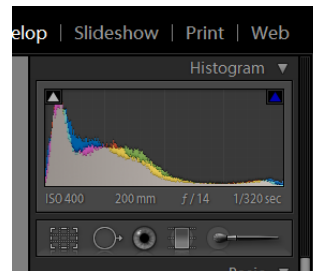 elop | Slideshow | Print | Web
Histogram ▼
ISO 400 200 mm ƒ / 14 1/320 sec